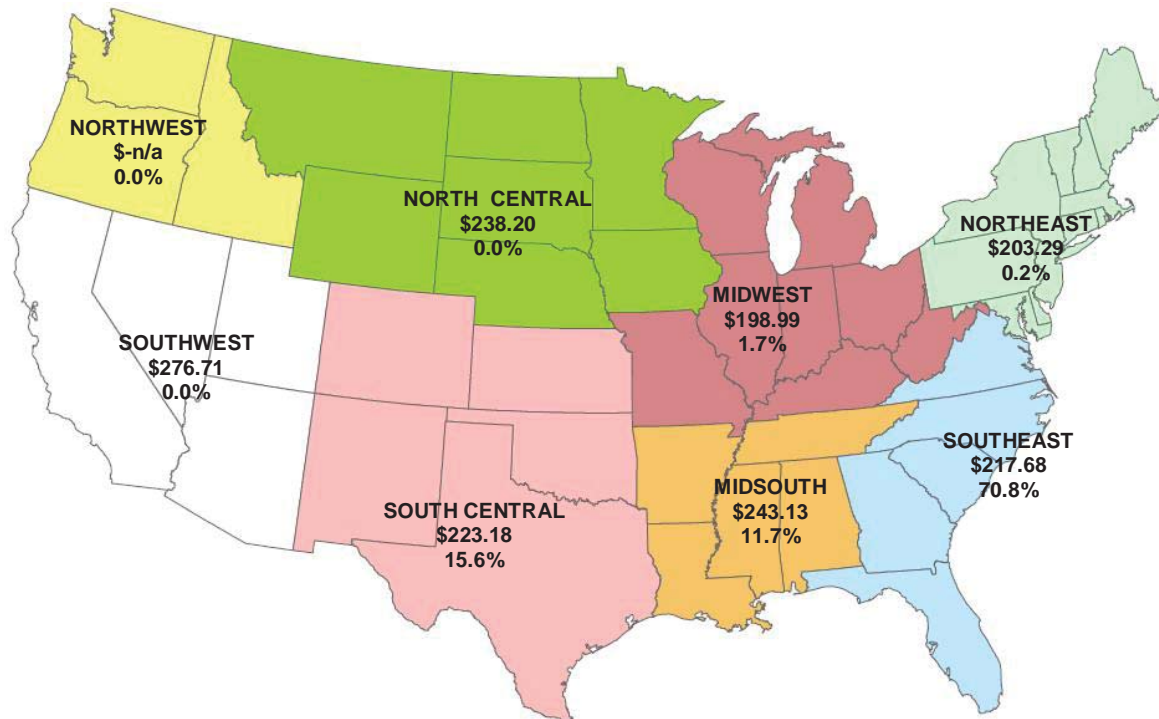 NORTHWEST
$-n/a
0.0%
NORTH CENTRAL
$238.20
0.0%
NORTHEAST
$203.29
0.2%
MIDWEST
$198.99
1.7%
SOUTHWEST
$276.71
0.0%
SOUTHEAST
$217.68
70.8%
MIDSOUTH
$243.13
11.7%
SOUTH CENTRAL
$223.18
15.6%